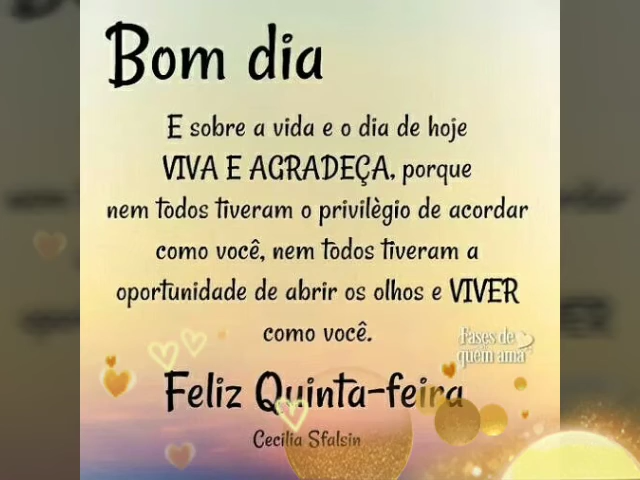 Bom dia
E sobre a vida e o dia de hoje
VIVA E AGRADEÇA, porque
nem todos tiveram o privilègio de acordar
como você, nem todos tiveram a
oportunidade de abrir os olhos e VIVER
como você.
Fases de
quem ama
Feliz Quinta-feira
Cecilia Sfalsin